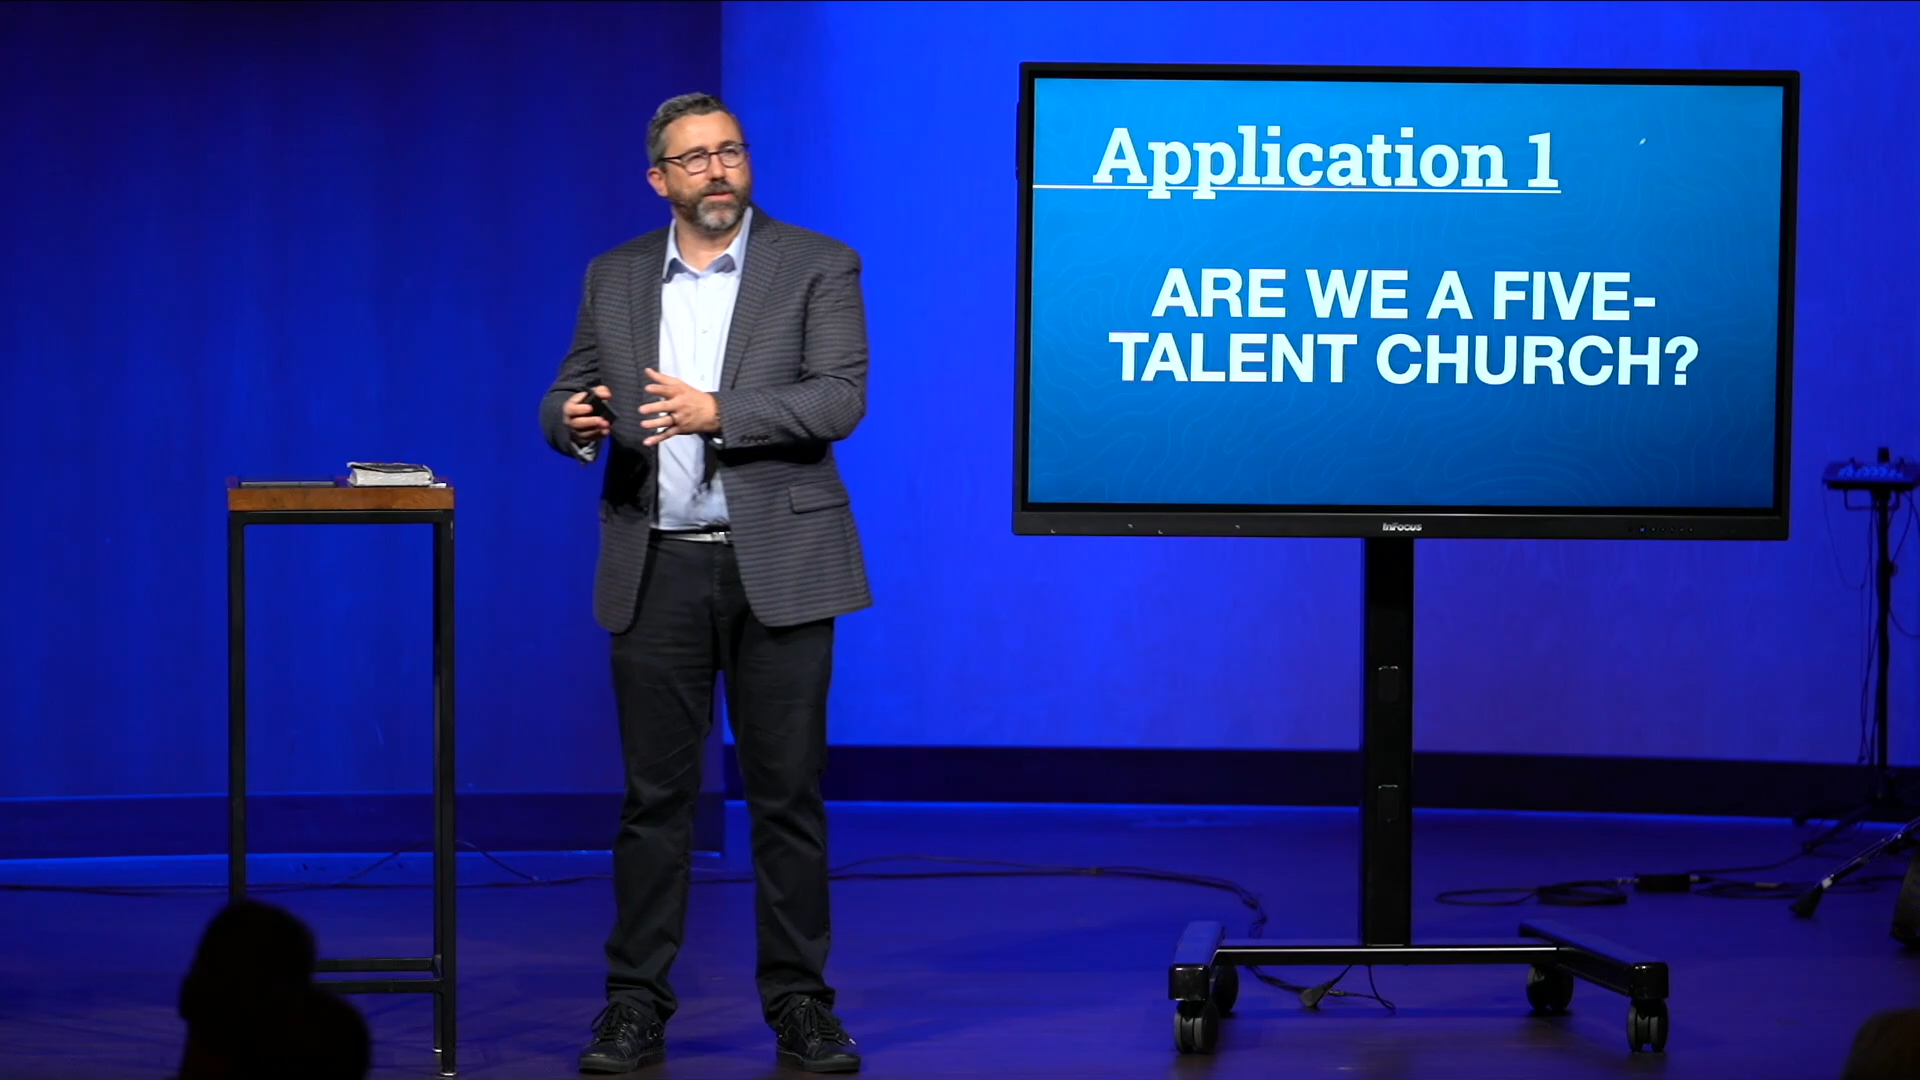 Application 1
ARE WE A FIVE-
TALENT CHURCH?
InFocus